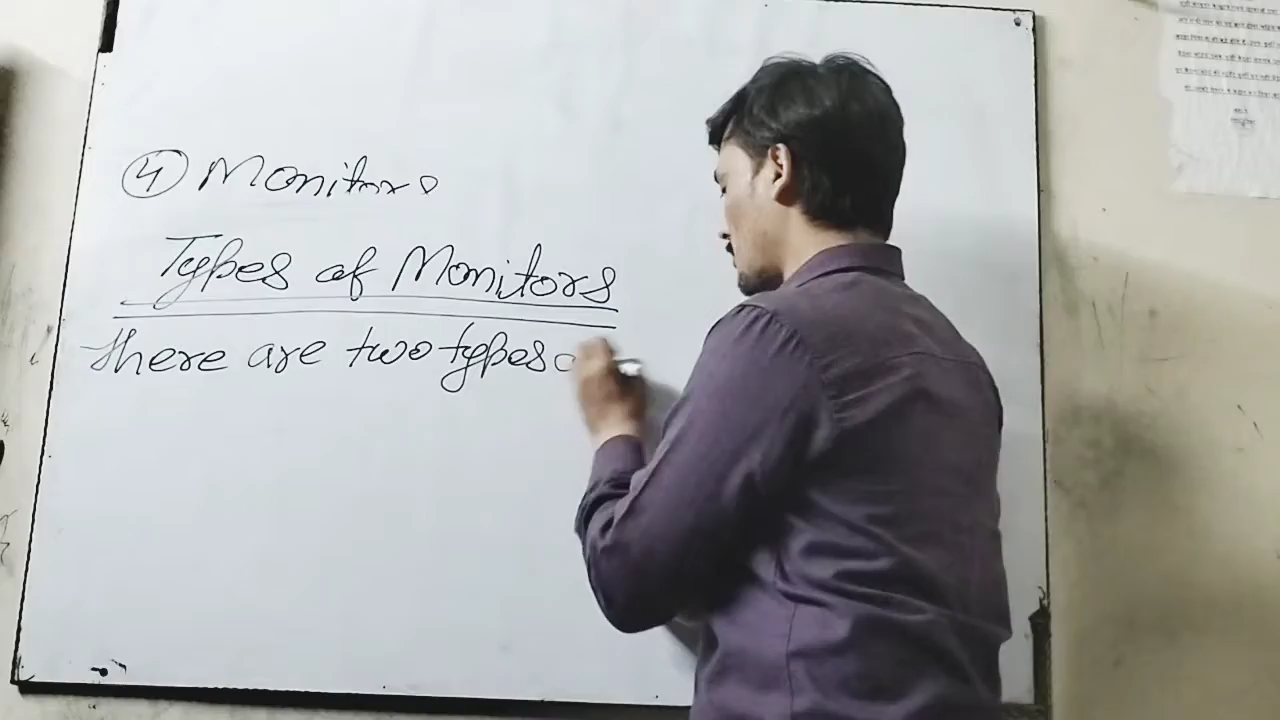 ④ Monitor
Types of Monitors
there are two types